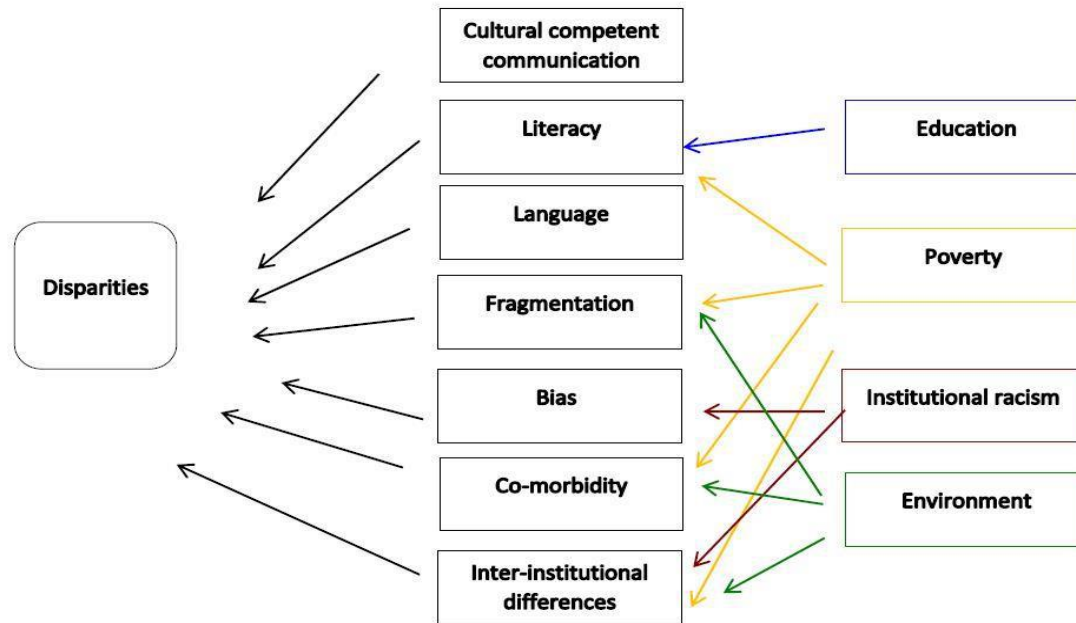 Cultural competent
communication
Literacy
Education
Language
Poverty
Disparities
Fragmentation
Bias
Institutional racism
Co-morbidity
Environment
Inter-institutional
differences